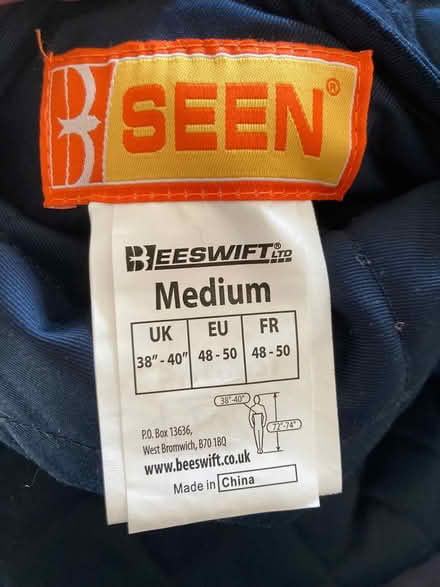 B SEEN®
BEESWIFT® LTD
Medium
UK EU FR
38" - 40" 48 - 50 48 - 50
38"-40"
72"-74"
P.O. Box 13636,
West Bromwich, B70 1BQ
www.beeswift.co.uk
Made in China